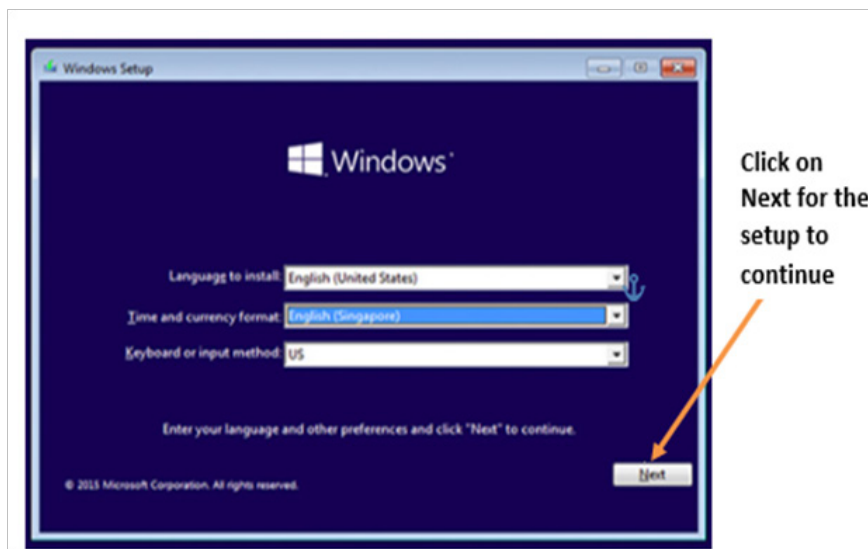 Windows Setup
Windows
Language to install: English (United States)
Time and currency format: English (Singapore)
Keyboard or input method: US
Enter your language and other preferences and click "Next" to continue.
Next
© 2015 Microsoft Corporation. All rights reserved.
Click on
Next for the
setup to
continue